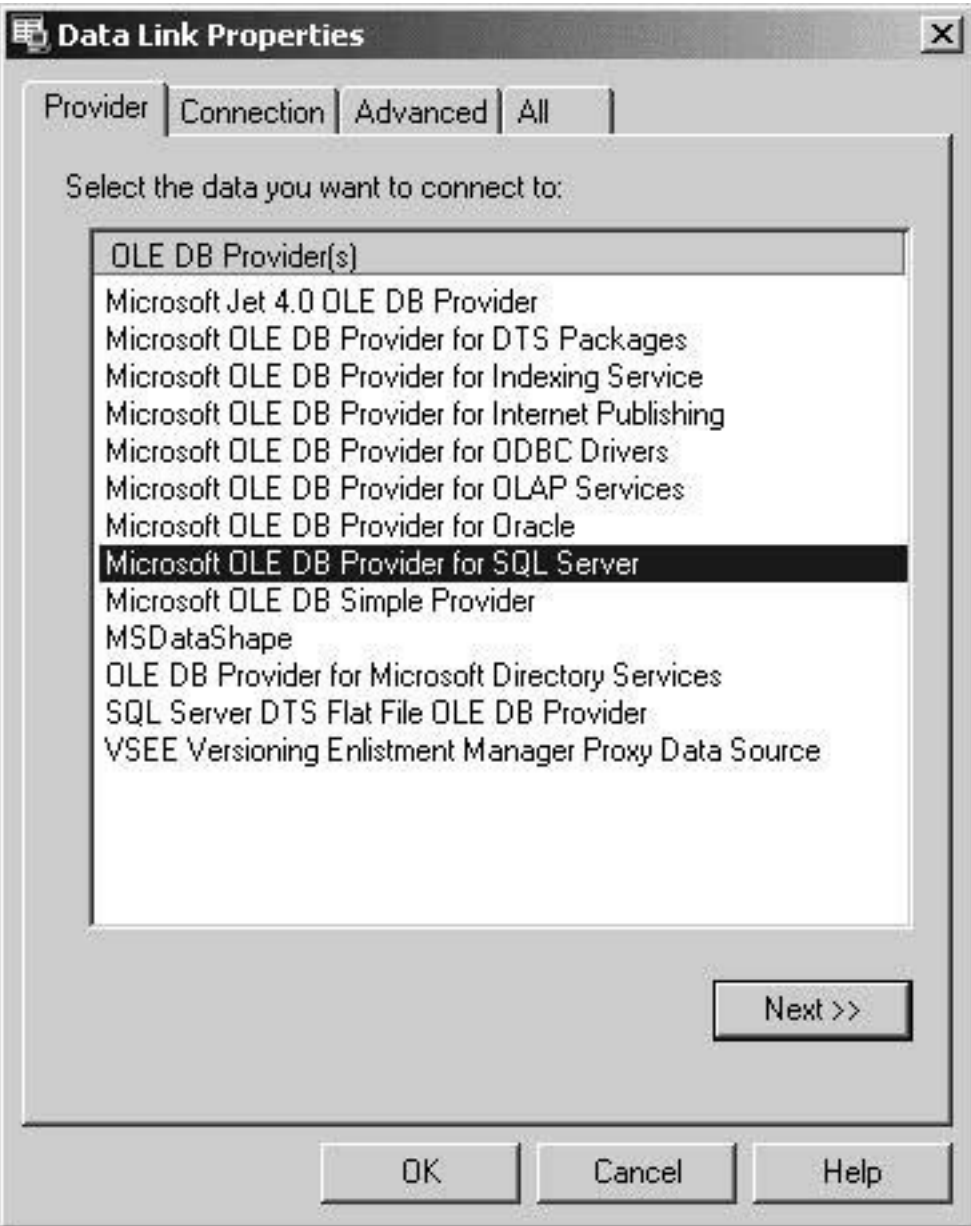 Data Link Properties
Provider Connection Advanced All
Select the data you want to connect to:
OLE DB Provider(s)
Microsoft Jet 4.0 OLE DB Provider
Microsoft OLE DB Provider for DTS Packages
Microsoft OLE DB Provider for Indexing Service
Microsoft OLE DB Provider for Internet Publishing
Microsoft OLE DB Provider for ODBC Drivers
Microsoft OLE DB Provider for OLAP Services
Microsoft OLE DB Provider for Oracle
Microsoft OLE DB Provider for SQL Server
Microsoft OLE DB Simple Provider
MSDataShape
OLE DB Provider for Microsoft Directory Services
SQL Server DTS Flat File OLE DB Provider
VSEE Versioning Enlistment Manager Proxy Data Source
Next >>
OK Cancel Help